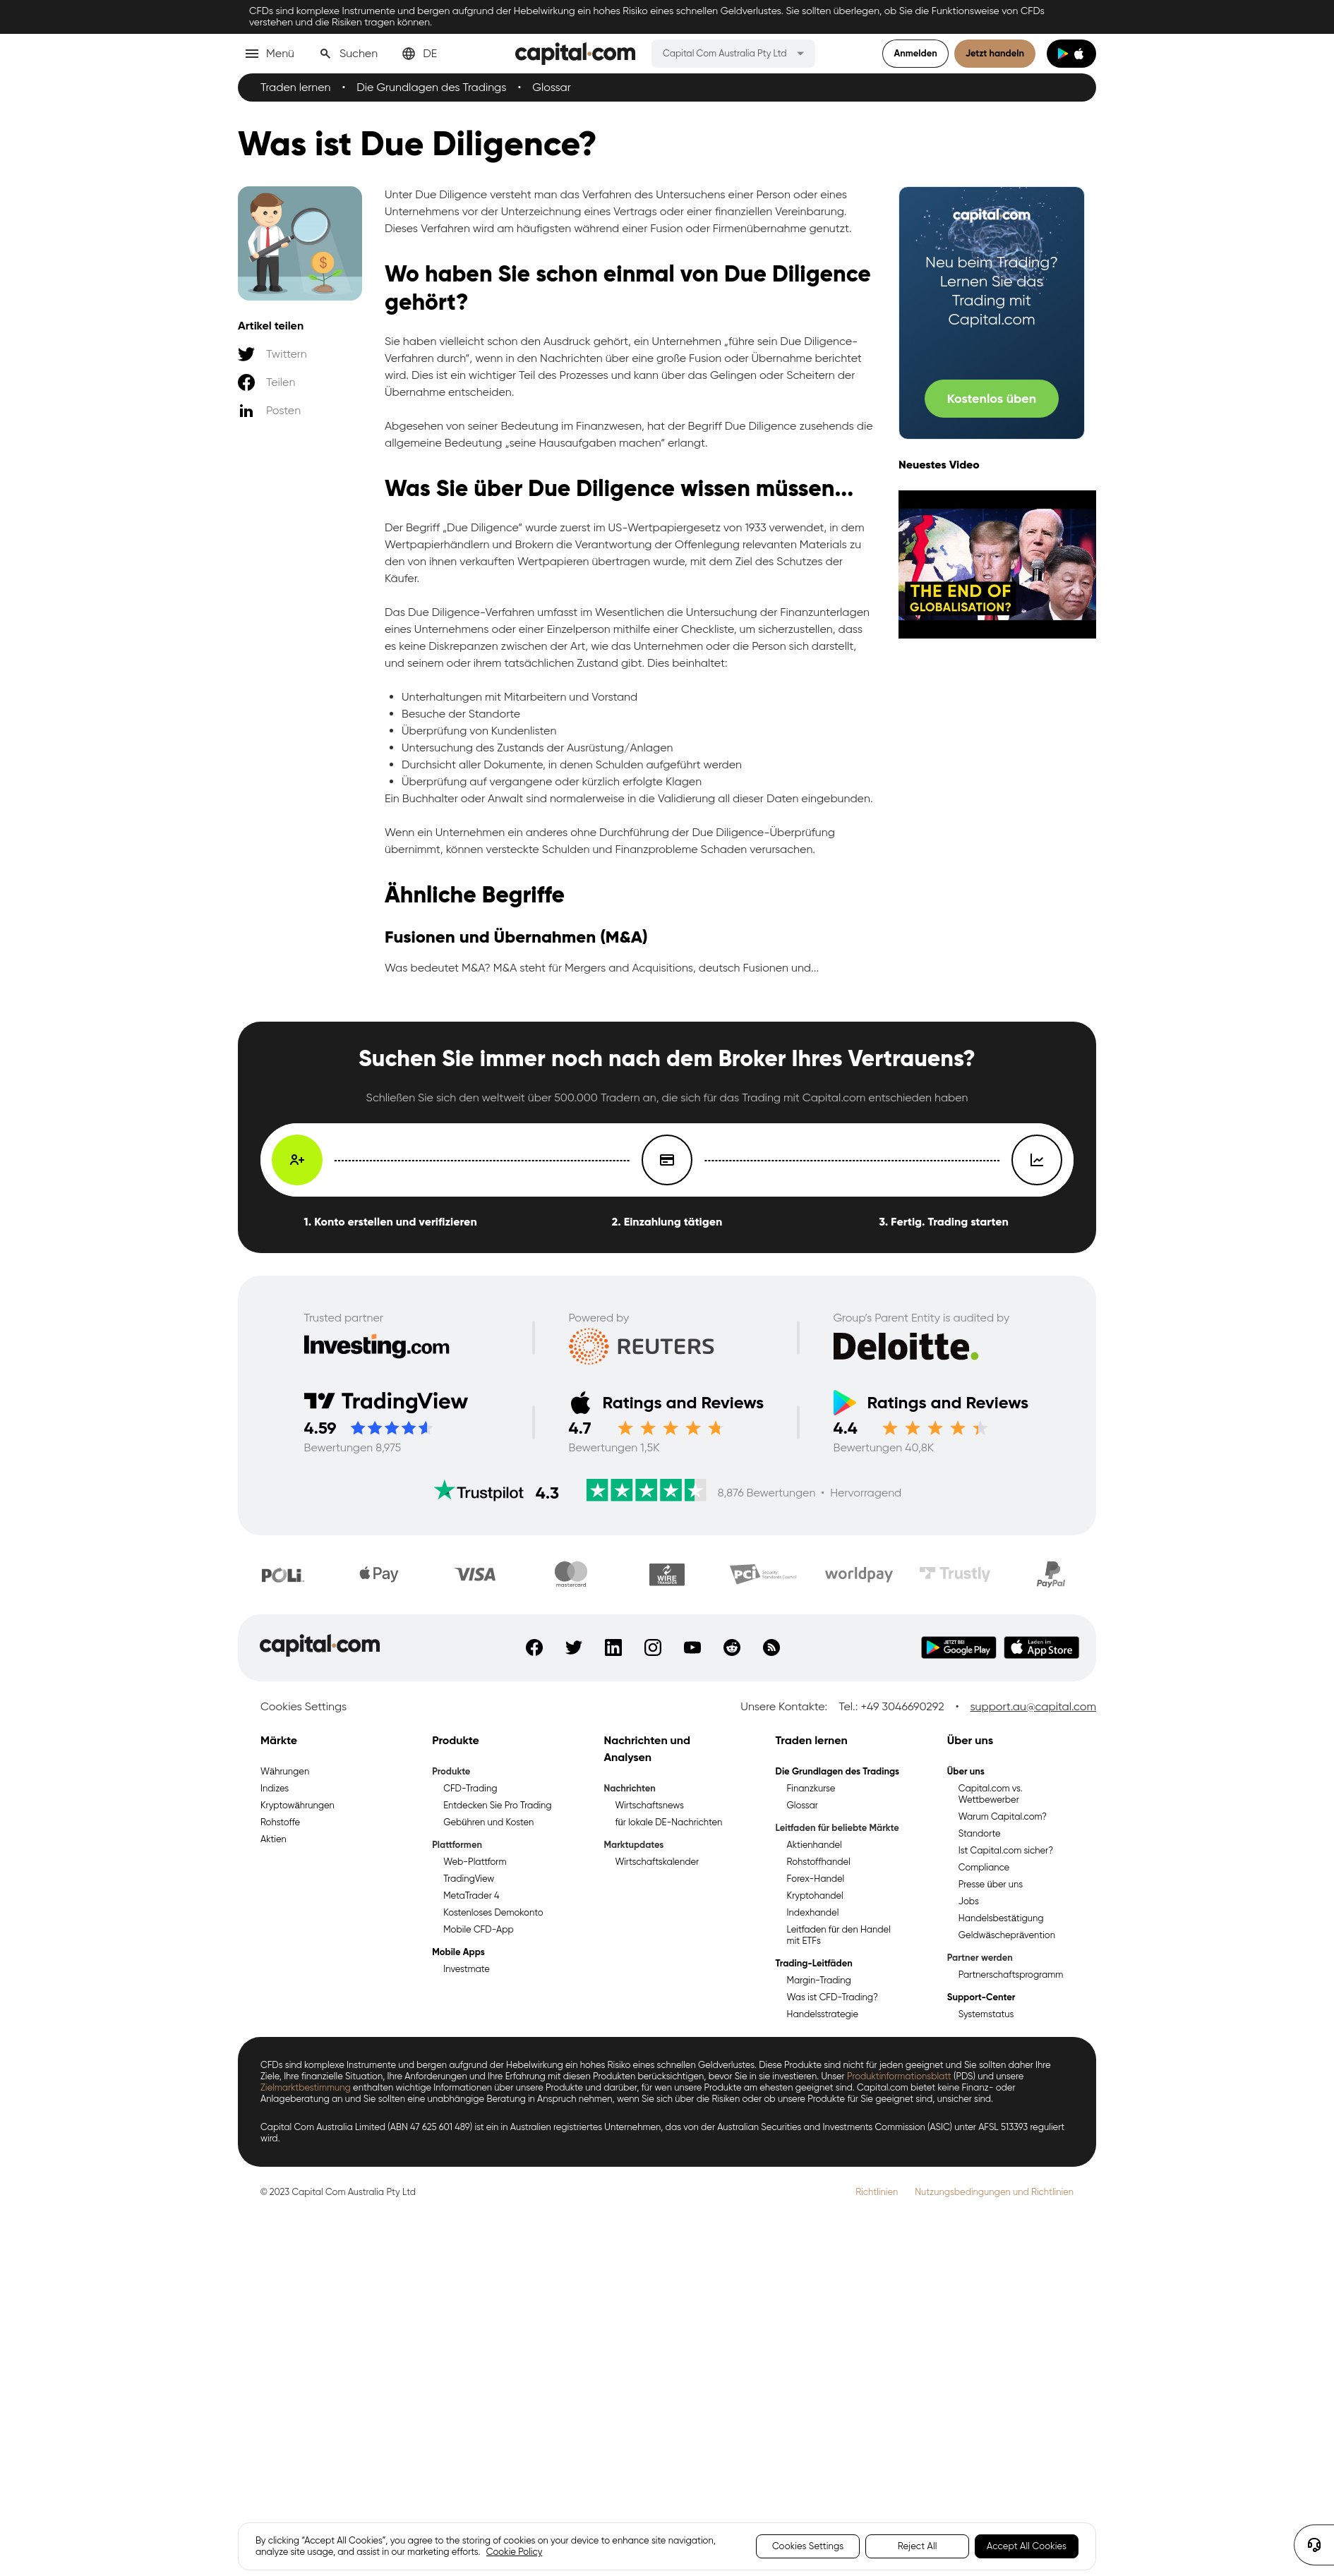 CFDs sind komplexe Instrumente und bergen aufgrund der Hebelwirkung ein hohes Risiko eines schnellen Geldverlustes. Sie sollten überlegen, ob Sie die Funktionsweise von CFDs
verstehen und die Risiken tragen können.
Menü Suchen DE capital.com Capital Com Australia Pty Ltd Anmelden Jetzt handeln
Traden lernen • Die Grundlagen des Tradings • Glossar
Was ist Due Diligence?
Artikel teilen
Twittern
Teilen
Posten
Unter Due Diligence versteht man das Verfahren des Untersuchens einer Person oder eines
Unternehmens vor der Unterzeichnung eines Vertrags oder einer finanziellen Vereinbarung.
Dieses Verfahren wird am häufigsten während einer Fusion oder Firmenübernahme genutzt.
Wo haben Sie schon einmal von Due Diligence
gehört?
Sie haben vielleicht schon den Ausdruck gehört, ein Unternehmen „führe sein Due Diligence-
Verfahren durch“, wenn in den Nachrichten über eine große Fusion oder Übernahme berichtet
wird. Dies ist ein wichtiger Teil des Prozesses und kann über das Gelingen oder Scheitern der
Übernahme entscheiden.
Abgesehen von seiner Bedeutung im Finanzwesen, hat der Begriff Due Diligence zusehends die
allgemeine Bedeutung „seine Hausaufgaben machen“ erlangt.
Was Sie über Due Diligence wissen müssen...
Der Begriff „Due Diligence“ wurde zuerst im US-Wertpapiergesetz von 1933 verwendet, in dem
Wertpapierhändlern und Brokern die Verantwortung der Offenlegung relevanten Materials zu
den von ihnen verkauften Wertpapieren übertragen wurde, mit dem Ziel des Schutzes der
Käufer.
Das Due Diligence-Verfahren umfasst im Wesentlichen die Untersuchung der Finanzunterlagen
eines Unternehmens oder einer Einzelperson mithilfe einer Checkliste, um sicherzustellen, dass
es keine Diskrepanzen zwischen der Art, wie das Unternehmen oder die Person sich darstellt,
und seinem oder ihrem tatsächlichen Zustand gibt. Dies beinhaltet:
• Unterhaltungen mit Mitarbeitern und Vorstand
• Besuche der Standorte
• Überprüfung von Kundenlisten
• Untersuchung des Zustands der Ausrüstung/Anlagen
• Durchsicht aller Dokumente, in denen Schulden aufgeführt werden
• Überprüfung auf vergangene oder kürzlich erfolgte Klagen
Ein Buchhalter oder Anwalt sind normalerweise in die Validierung all dieser Daten eingebunden.
Wenn ein Unternehmen ein anderes ohne Durchführung der Due Diligence-Überprüfung
übernimmt, können versteckte Schulden und Finanzprobleme Schaden verursachen.
Ähnliche Begriffe
Fusionen und Übernahmen (M&A)
Was bedeutet M&A? M&A steht für Mergers and Acquisitions, deutsch Fusionen und...
capital.com
Neu beim Trading?
Lernen Sie das
Trading mit
Capital.com
Kostenlos üben
Neuestes Video
THE END OF
GLOBALISATION?
Suchen Sie immer noch nach dem Broker Ihres Vertrauens?
Schließen Sie sich den weltweit über 500.000 Tradern an, die sich für das Trading mit Capital.com entschieden haben
1. Konto erstellen und verifizieren 2. Einzahlung tätigen 3. Fertig. Trading starten
Trusted partner Powered by Group's Parent Entity is audited by
Investing.com REUTERS Deloitte.
TradingView Ratings and Reviews Ratings and Reviews
4.59 4.7 4.4
Bewertungen 8,975 Bewertungen 1,5K Bewertungen 40,8K
Trustpilot 4.3 8,876 Bewertungen • Hervorragend
POLi Apple Pay VISA mastercard WIRE TRANSFER PCI Security Standards Council worldpay Trustly PayPal
capital.com JETZT BEI Google Play Laden im App Store
Cookies Settings Unsere Kontakte: Tel.: +49 3046690292 • support.au@capital.com
Märkte
Währungen
Indizes
Kryptowährungen
Rohstoffe
Aktien
Produkte
Produkte
CFD-Trading
Entdecken Sie Pro Trading
Gebühren und Kosten
Plattformen
Web-Plattform
TradingView
MetaTrader 4
Kostenloses Demokonto
Mobile CFD-App
Mobile Apps
Investmate
Nachrichten und
Analysen
Nachrichten
Wirtschaftsnews
für lokale DE-Nachrichten
Marktupdates
Wirtschaftskalender
Traden lernen
Die Grundlagen des Tradings
Finanzkurse
Glossar
Leitfaden für beliebte Märkte
Aktienhandel
Rohstoffhandel
Forex-Handel
Kryptohandel
Indexhandel
Leitfaden für den Handel
mit ETFs
Trading-Leitfäden
Margin-Trading
Was ist CFD-Trading?
Handelsstrategie
Über uns
Über uns
Capital.com vs.
Wettbewerber
Warum Capital.com?
Standorte
Ist Capital.com sicher?
Compliance
Presse über uns
Jobs
Handelsbestätigung
Geldwäscheprävention
Partner werden
Partnerschaftsprogramm
Support-Center
Systemstatus
CFDs sind komplexe Instrumente und bergen aufgrund der Hebelwirkung ein hohes Risiko eines schnellen Geldverlustes. Diese Produkte sind nicht für jeden geeignet und Sie sollten daher Ihre
Ziele, Ihre finanzielle Situation, Ihre Anforderungen und Ihre Erfahrung mit diesen Produkten berücksichtigen, bevor Sie in sie investieren. Unser Produktinformationsblatt (PDS) und unsere
Zielmarktbestimmung enthalten wichtige Informationen über unsere Produkte und darüber, für wen unsere Produkte am ehesten geeignet sind. Capital.com bietet keine Finanz- oder
Anlageberatung an und Sie sollten eine unabhängige Beratung in Anspruch nehmen, wenn Sie sich über die Risiken oder ob unsere Produkte für Sie geeignet sind, unsicher sind.
Capital Com Australia Limited (ABN 47 625 601 489) ist ein in Australien registriertes Unternehmen, das von der Australian Securities and Investments Commission (ASIC) unter AFSL 513393 reguliert
wird.
© 2023 Capital Com Australia Pty Ltd Richtlinien Nutzungsbedingungen und Richtlinien
By clicking “Accept All Cookies”, you agree to the storing of cookies on your device to enhance site navigation,
analyze site usage, and assist in our marketing efforts. Cookie Policy
Cookies Settings Reject All Accept All Cookies